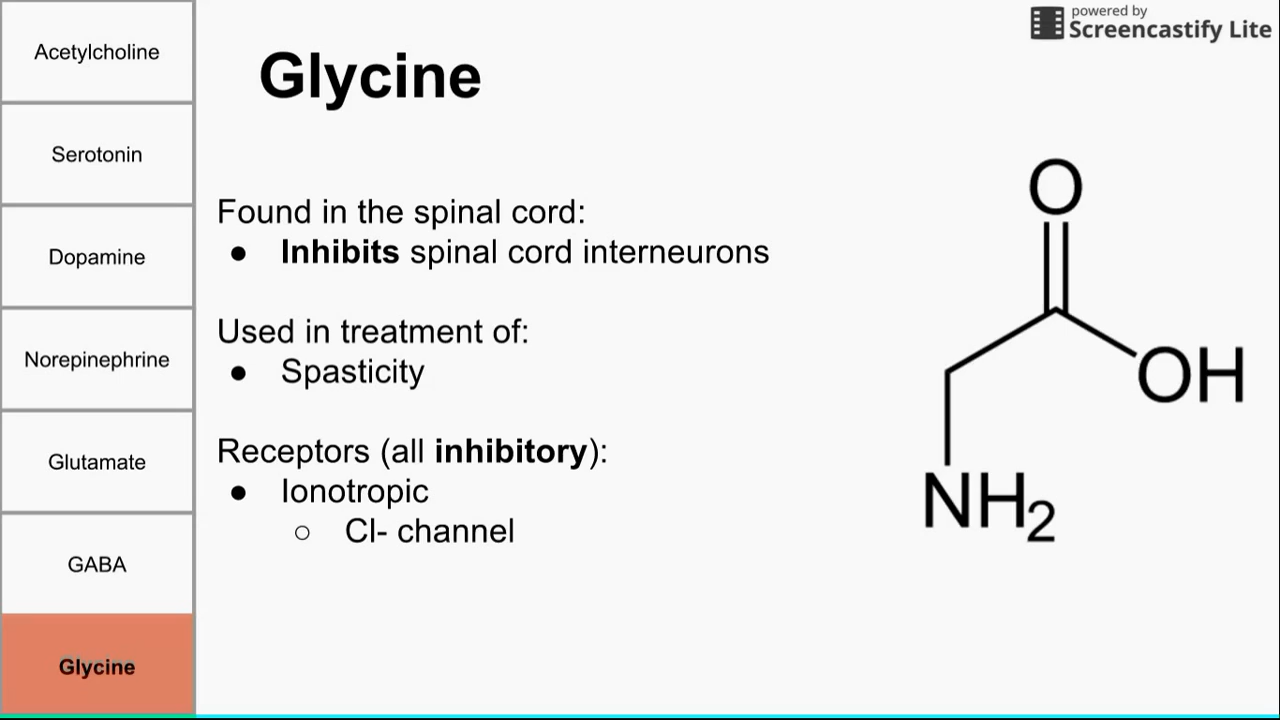 powered by
Screencastify Lite
Acetylcholine
Serotonin
Dopamine
Norepinephrine
Glutamate
GABA
Glycine
Glycine
Found in the spinal cord:
● Inhibits spinal cord interneurons
Used in treatment of:
● Spasticity
Receptors (all inhibitory):
● Ionotropic
○ Cl- channel
O
OH
NH2